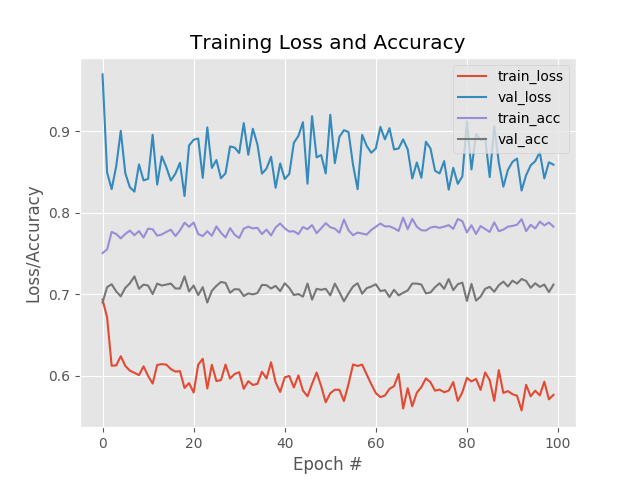 Training Loss and Accuracy
train_loss
val_loss
train_acc
val_acc
Loss/Accuracy
0.9
0.8
0.7
0.6
0 20 40 60 80 100
Epoch #